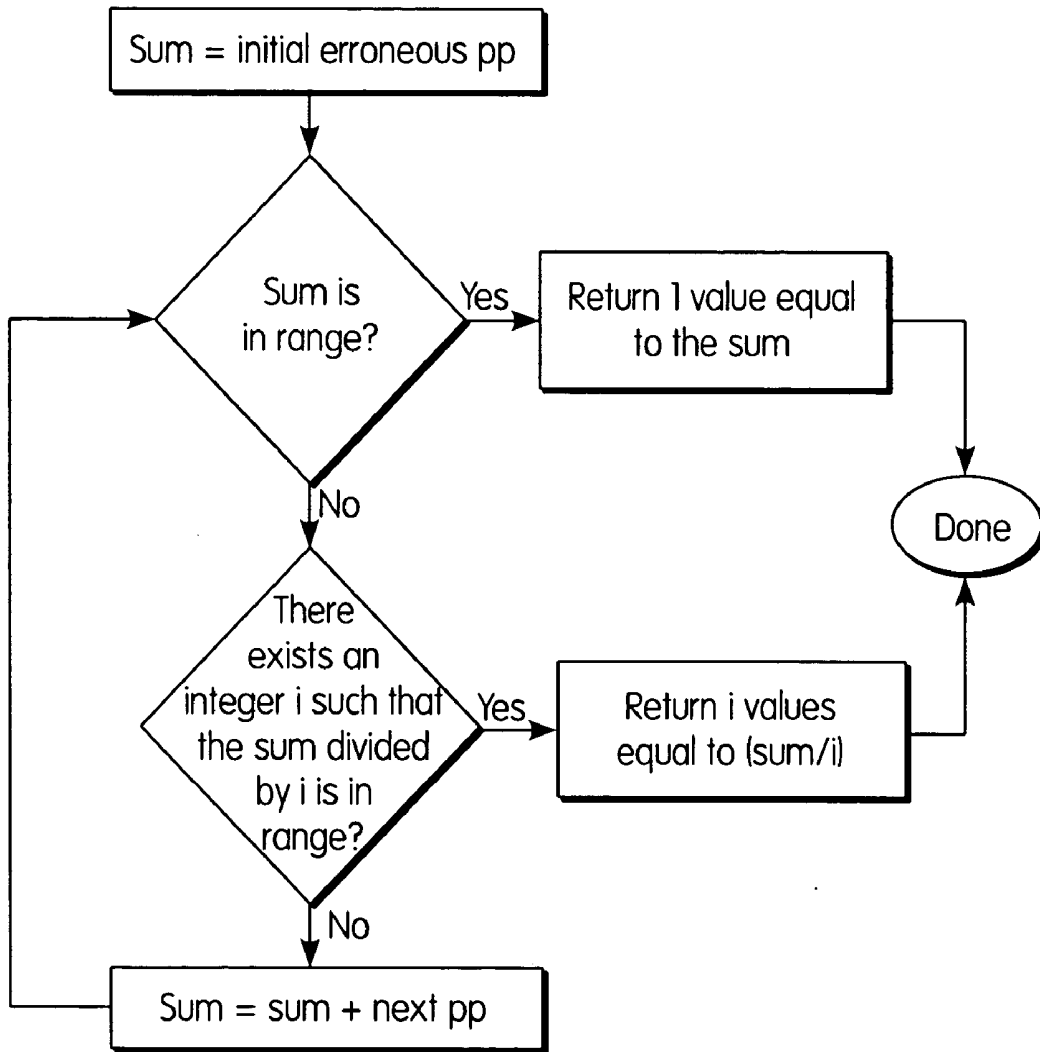 Sum = initial erroneous pp
Sum is
in range?
Yes
Return 1 value equal
to the sum
No
Done
There
exists an
integer i such that
the sum divided
by i is in
range?
Yes
Return i values
equal to (sum/i)
No
Sum = sum + next pp